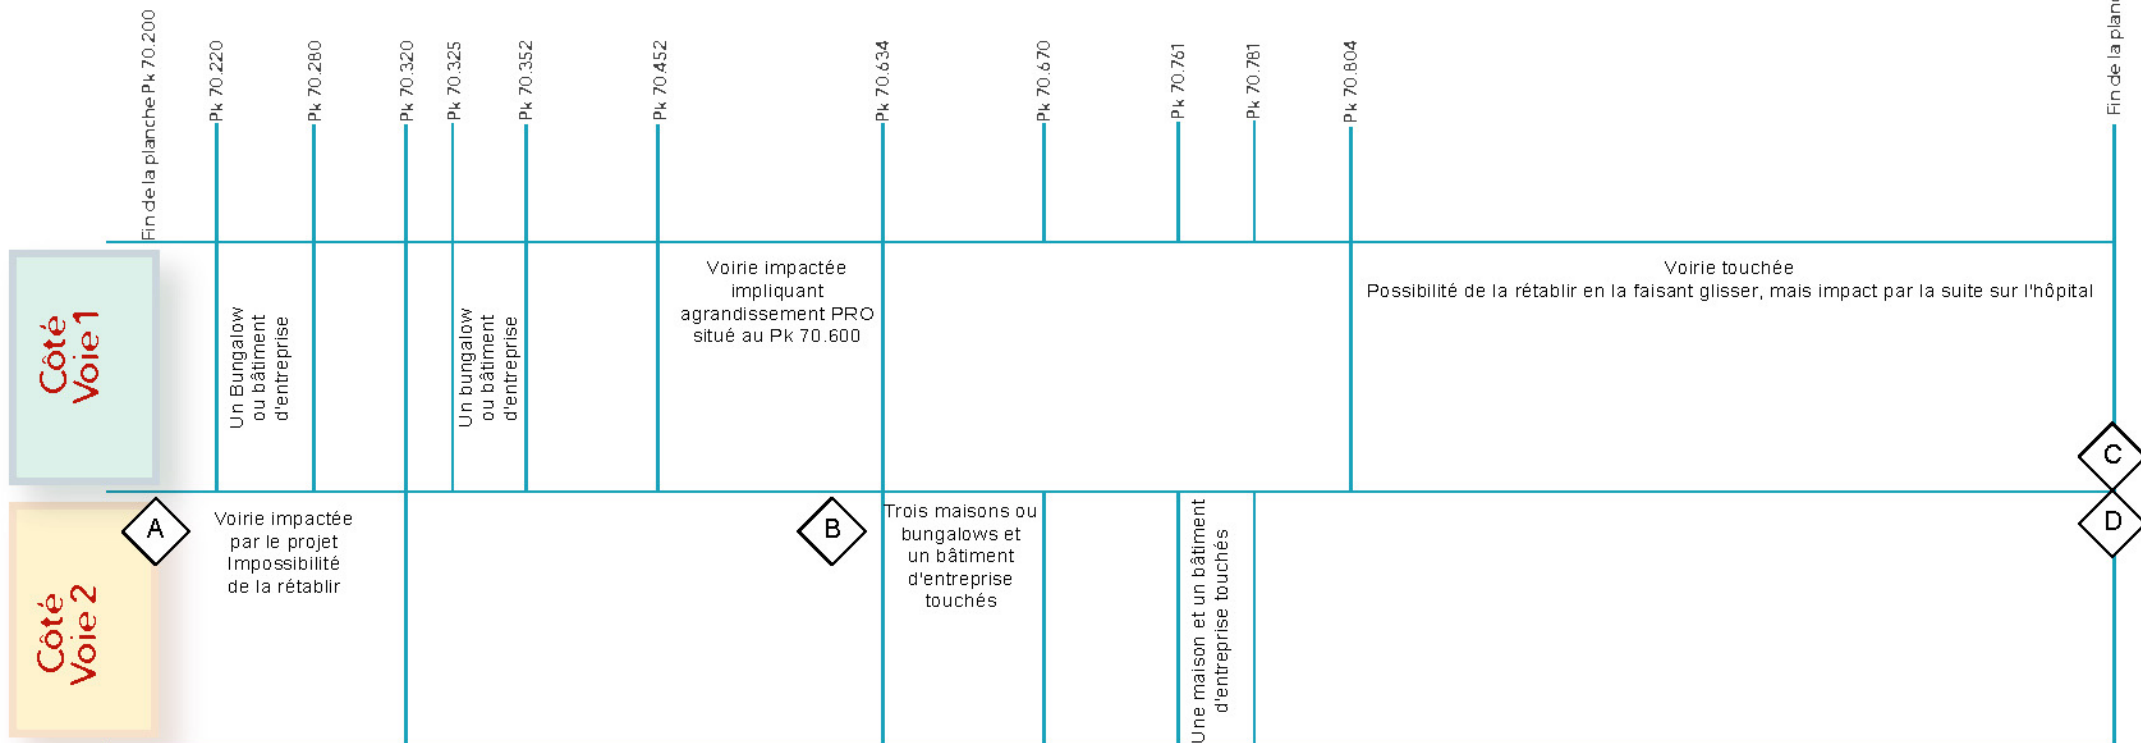 Fin de la planche Pk 70.200
Pk 70.220
Pk 70.280
Pk 70.320
Pk 70.325
Pk 70.352
Pk 70.452
Pk 70.634
Pk 70.670
Pk 70.761
Pk 70.781
Pk 70.804
Fin de la planc
Côté
Voie 1
Un Bungalow
ou bâtiment
d'entreprise
Un bungalow
ou bâtiment
d'entreprise
Voirie impactée
impliquant
agrandissement PRO
situé au Pk 70.600
Voirie touchée
Possibilité de la rétablir en la faisant glisser, mais impact par la suite sur l'hôpital
C
Côté
Voie 2
A
Voirie impactée
par le projet
Impossibilité
de la rétablir
B
Trois maisons ou
bungalows et
un bâtiment
d'entreprise
touchés
Une maison et un bâtiment
d'entreprise touchés
D